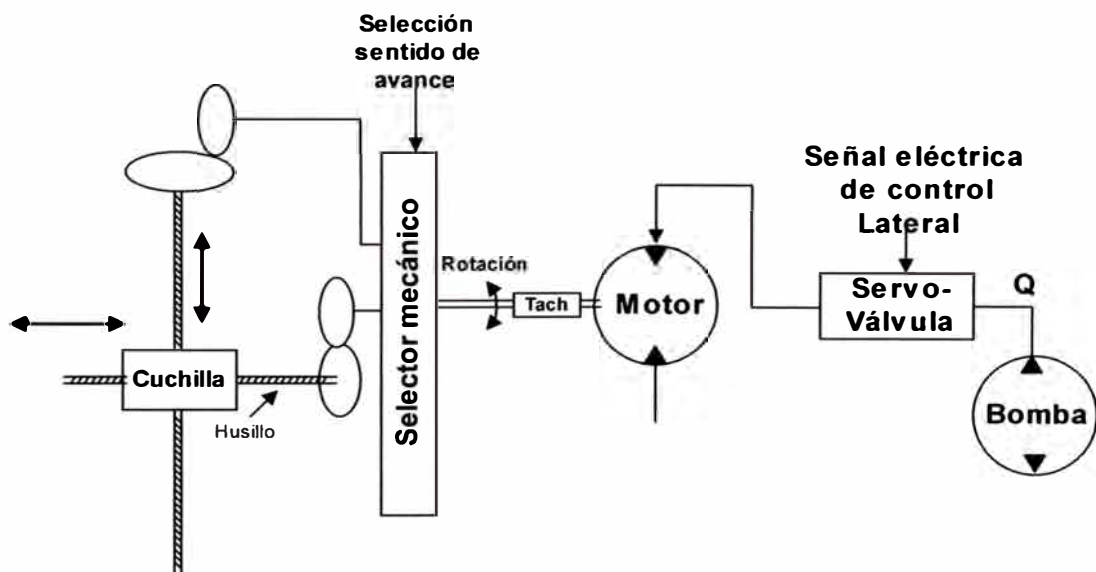 Selección
sentido de
avance
Señal eléctrica
de control
Lateral
Selector mecánico
Rotación
Tach
Motor
Servo-
Válvula
Q
Cuchilla
Husillo
Bomba